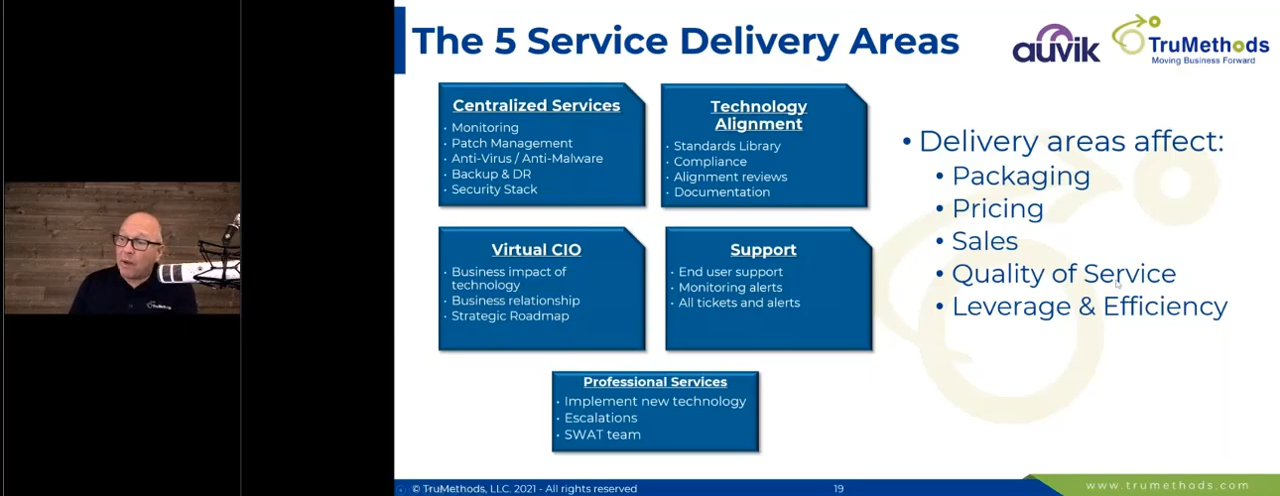 The 5 Service Delivery Areas
auvik
TruMethods
Moving Business Forward
Centralized Services
• Monitoring
• Patch Management
• Anti-Virus / Anti-Malware
• Backup & DR
• Security Stack
Technology
Alignment
• Standards Library
• Compliance
• Alignment reviews
• Documentation
Virtual CIO
• Business impact of
technology
• Business relationship
• Strategic Roadmap
Support
• End user support
• Monitoring alerts
• All tickets and alerts
Professional Services
• Implement new technology
• Escalations
• SWAT team
• Delivery areas affect:
• Packaging
• Pricing
• Sales
• Quality of Service
• Leverage & Efficiency
TruMethods
© TruMethods, LLC. 2021 - All rights reserved
19
www.trumethods.com